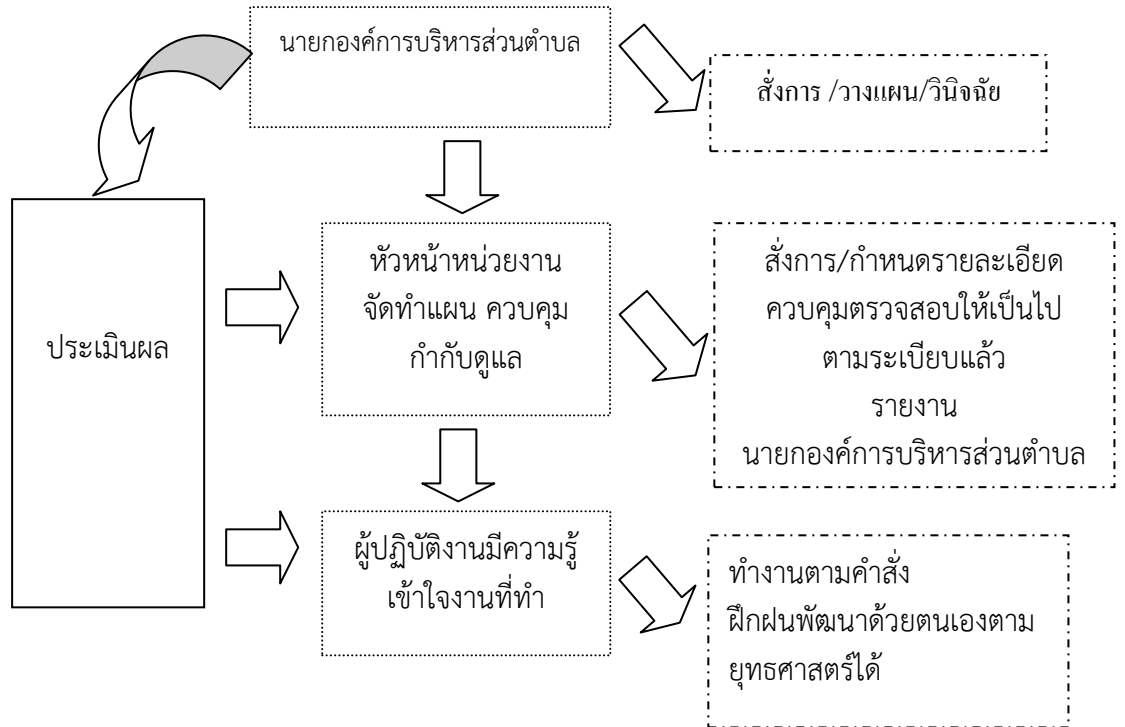 นายกองค์การบริหารส่วนตำบล
สั่งการ /วางแผน/วินิจฉัย
ประเมินผล
หัวหน้าหน่วยงาน
จัดทำแผน ควบคุม
กำกับดูแล
สั่งการ/กำหนดรายละเอียด
ควบคุมตรวจสอบให้เป็นไป
ตามระเบียบแล้ว
รายงาน
นายกองค์การบริหารส่วนตำบล
ผู้ปฏิบัติงานมีความรู้
เข้าใจงานที่ทำ
ทำงานตามคำสั่ง
ฝึกฝนพัฒนาด้วยตนเองตาม
ยุทธศาสตร์ได้